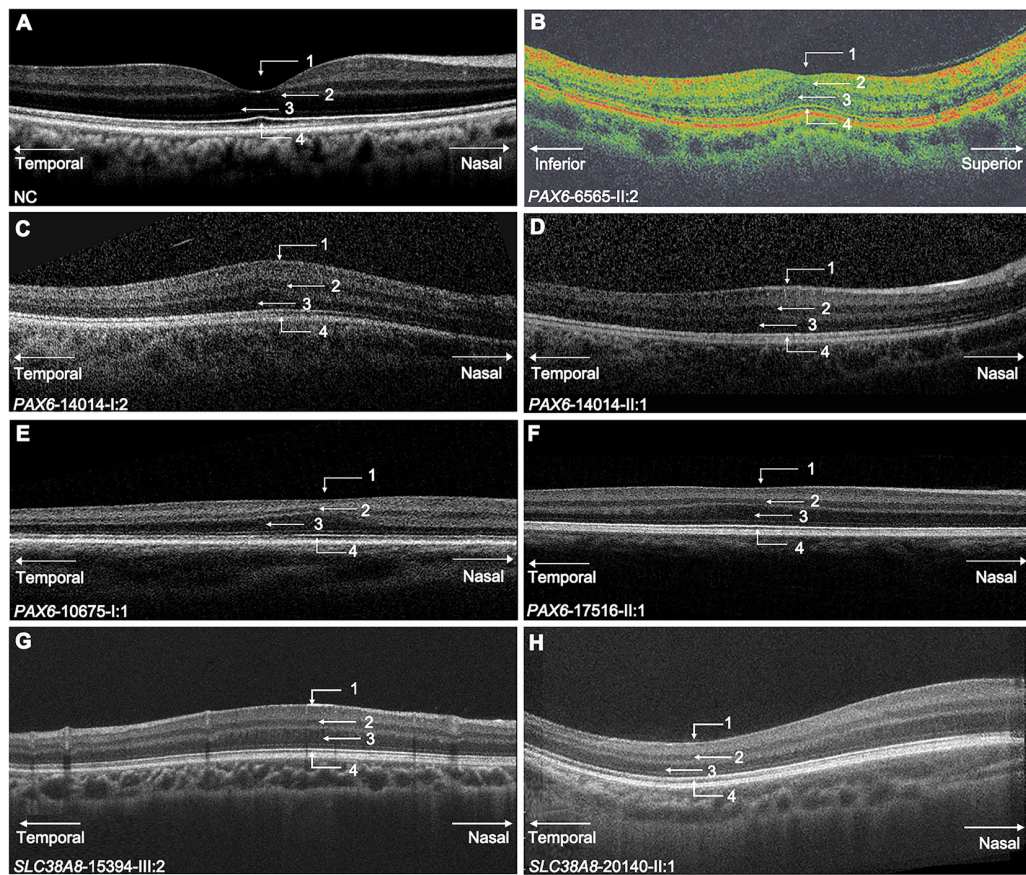 A
1
2
3
4
Temporal
Nasal
NC
B
1
2
3
4
Inferior
Superior
PAX6-6565-II:2
C
1
2
3
4
Temporal
Nasal
PAX6-14014-I:2
D
1
2
3
4
Temporal
Nasal
PAX6-14014-II:1
E
1
2
3
4
Temporal
Nasal
PAX6-10675-I:1
F
1
2
3
4
Temporal
Nasal
PAX6-17516-II:1
G
1
2
3
4
Temporal
Nasal
SLC38A8-15394-III:2
H
1
2
3
4
Temporal
Nasal
SLC38A8-20140-II:1